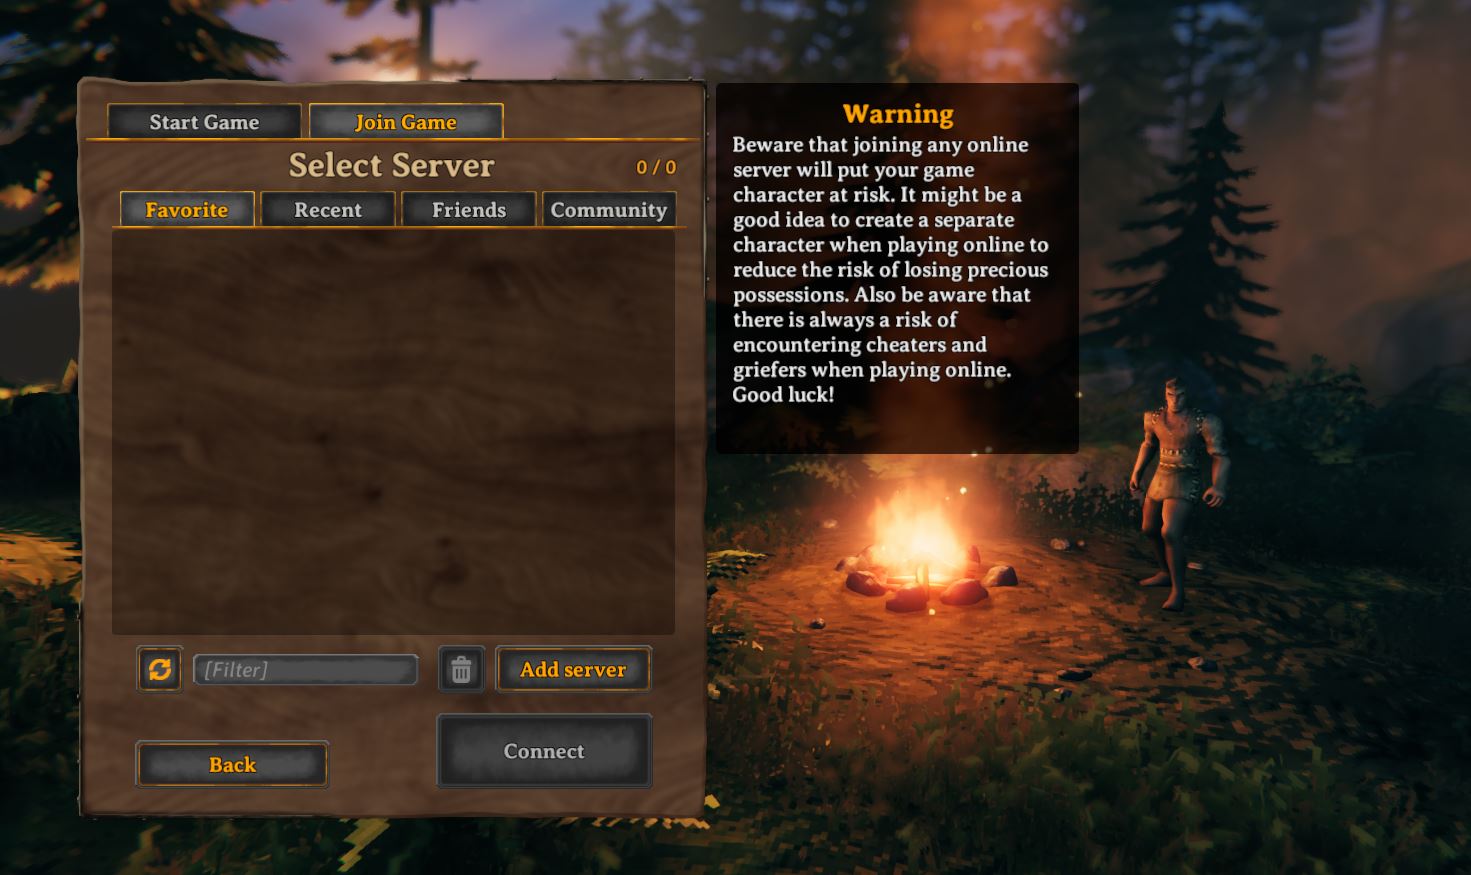 Start Game
Join Game
Select Server
0 / 0
Favorite
Recent
Friends
Community
[Filter]
Add server
Connect
Back
Warning
Beware that joining any online
server will put your game
character at risk. It might be a
good idea to create a separate
character when playing online to
reduce the risk of losing precious
possessions. Also be aware that
there is always a risk of
encountering cheaters and
griefers when playing online.
Good luck!